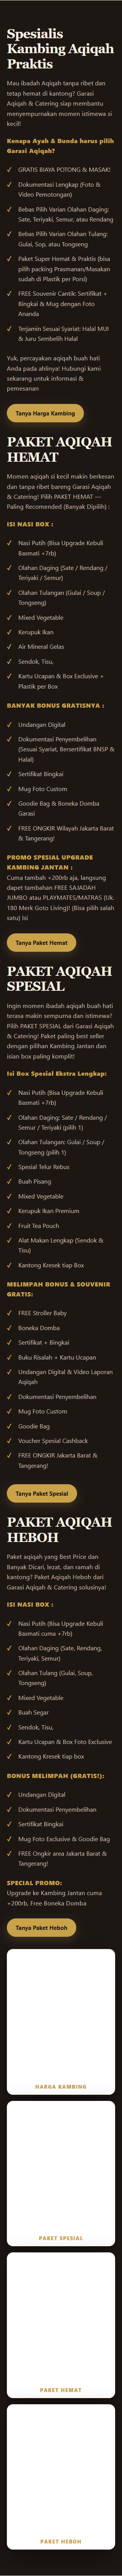 Spesialis
Kambing Aqiqah
Praktis
Mau ibadah Aqiqah tanpa ribet dan
tetap hemat di kantong? Garasi
Aqiqah & Catering siap membantu
menyempurnakan momen istimewa si
kecil!
Kenapa Ayah & Bunda harus pilih
Garasi Aqiqah?
✓ GRATIS BIAYA POTONG & MASAK!
✓ Dokumentasi Lengkap (Foto &
Video Pemotongan)
✓ Bebas Pilih Varian Olahan Daging:
Sate, Teriyaki, Semur, atau Rendang
✓ Bebas Pilih Varian Olahan Tulang:
Gulai, Sop, atau Tongseng
✓ Paket Super Hemat & Praktis (bisa
pilih packing Prasmanan/Masakan
sudah di Plastik per Porsi)
✓ FREE Souvenir Cantik: Sertifikat +
Bingkai & Mug dengan Foto
Ananda
✓ Terjamin Sesuai Syariat: Halal MUI
& Juru Sembelih Halal
Yuk, percayakan aqiqah buah hati
Anda pada ahlinya! Hubungi kami
sekarang untuk informasi &
pemesanan
Tanya Harga Kambing
PAKET AQIQAH
HEMAT
Momen aqiqah si kecil makin berkesan
dan tanpa ribet bareng Garasi Aqiqah
& Catering! Pilih PAKET HEMAT —
Paling Recomended (Banyak Dipilih) :
ISI NASI BOX :
✓ Nasi Putih (Bisa Upgrade Kebuli
Basmati +7rb)
✓ Olahan Daging (Sate / Rendang /
Teriyaki / Semur)
✓ Olahan Tulangan (Gulai / Soup /
Tongseng)
✓ Mixed Vegetable
✓ Kerupuk Ikan
✓ Air Mineral Gelas
✓ Sendok, Tisu,
✓ Kartu Ucapan & Box Exclusive +
Plastik per Box
BANYAK BONUS GRATISNYA :
✓ Undangan Digital
✓ Dokumentasi Penyembelihan
(Sesuai Syariat, Bersertifikat BNSP &
Halal)
✓ Sertifikat Bingkai
✓ Mug Foto Custom
✓ Goodie Bag & Boneka Domba
Garasi
✓ FREE ONGKIR Wilayah Jakarta Barat
& Tangerang!
PROMO SPESIAL UPGRADE
KAMBING JANTAN :
Cuma tambah +200rb aja, langsung
dapet tambahan FREE SAJADAH
JUMBO atau PLAYMATES/MATRAS (Uk.
180 Merk Goto Living)! (Bisa pilih salah
satu) Isi
Tanya Paket Hemat
PAKET AQIQAH
SPESIAL
Ingin momen ibadah aqiqah buah hati
terasa makin sempurna dan istimewa?
Pilih PAKET SPESIAL dari Garasi Aqiqah
& Catering! Paket paling best seller
dengan pilihan Kambing Jantan dan
isian box paling komplit!
Isi Box Spesial Ekstra Lengkap:
✓ Nasi Putih (Bisa Upgrade Kebuli
Basmati +7rb)
✓ Olahan Daging: Sate / Rendang /
Semur / Teriyaki (pilih 1)
✓ Olahan Tulangan: Gulai / Soup /
Tongseng (pilih 1)
✓ Spesial Telur Rebus
✓ Buah Pisang
✓ Mixed Vegetable
✓ Kerupuk Ikan Premium
✓ Fruit Tea Pouch
✓ Alat Makan Lengkap (Sendok &
Tisu)
✓ Kantong Kresek tiap Box
MELIMPAH BONUS & SOUVENIR
GRATIS:
✓ FREE Stroller Baby
✓ Boneka Domba
✓ Sertifikat + Bingkai
✓ Buku Risalah + Kartu Ucapan
✓ Undangan Digital & Video Laporan
Aqiqah
✓ Dokumentasi Penyembelihan
✓ Mug Foto Custom
✓ Goodie Bag
✓ Voucher Spesial Cashback
✓ FREE ONGKIR Jakarta Barat &
Tangerang!
Tanya Paket Spesial
PAKET AQIQAH
HEBOH
Paket aqiqah yang Best Price dan
Banyak Dicari, lezat, dan ramah di
kantong? Paket Aqiqah Heboh dari
Garasi Aqiqah & Catering solusinya!
ISI NASI BOX :
✓ Nasi Putih (Bisa Upgrade Kebuli
Basmati cuma +7rb)
✓ Olahan Daging (Sate, Rendang,
Teriyaki, Semur)
✓ Olahan Tulang (Gulai, Soup,
Tongseng)
✓ Mixed Vegetable
✓ Buah Segar
✓ Sendok, Tisu,
✓ Kartu Ucapan & Box Foto Exclusive
✓ Kantong Kresek tiap box
BONUS MELIMPAH (GRATIS!):
✓ Undangan Digital
✓ Dokumentasi Penyembelihan
✓ Sertifikat Bingkai
✓ Mug Foto Exclusive & Goodie Bag
✓ FREE Ongkir area Jakarta Barat &
Tangerang!
SPECIAL PROMO:
Upgrade ke Kambing Jantan cuma
+200rb, Free Boneka Domba
Tanya Paket Heboh
HARGA KAMBING
PAKET SPESIAL
PAKET HEMAT
PAKET HEBOH